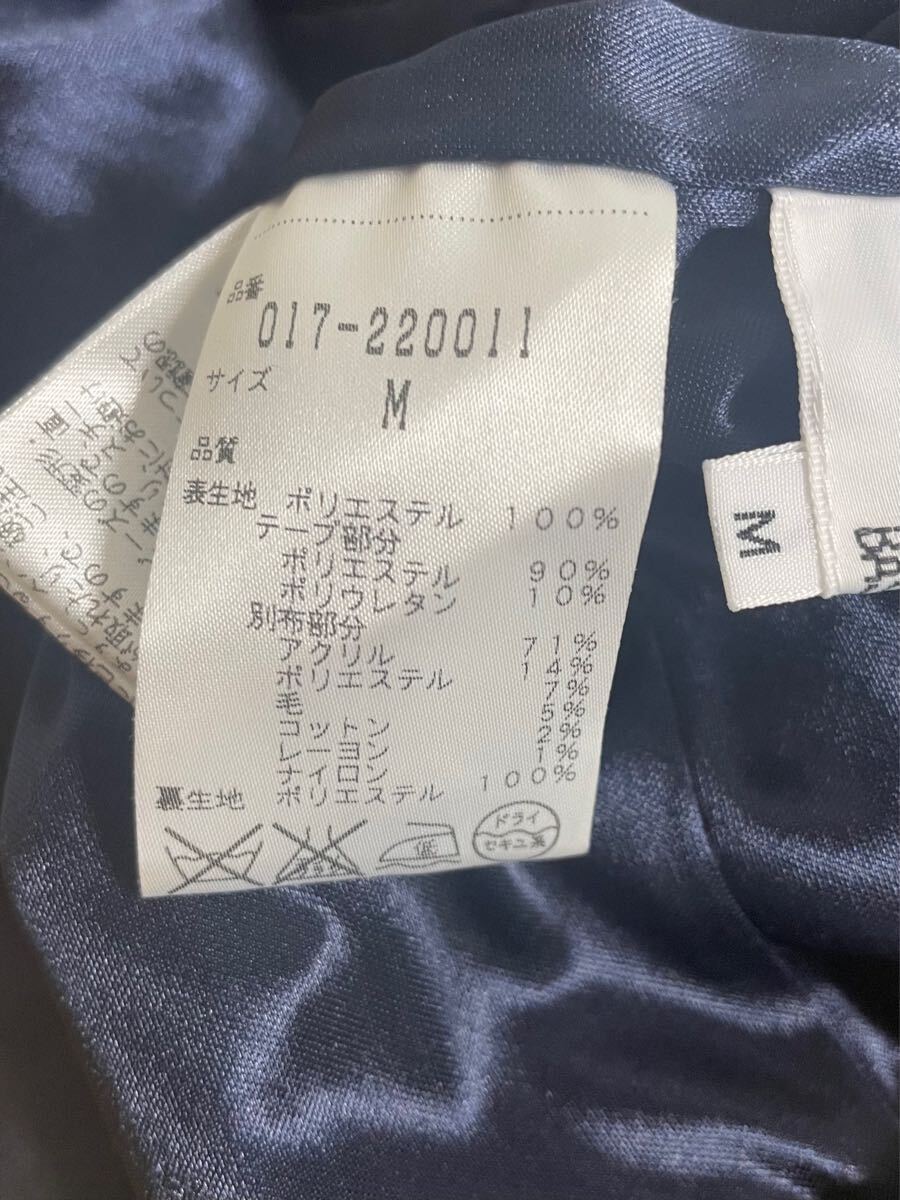 品番
017-220011
サイズ
M
品質
表生地 ポリエステル 100%
テープ部分
ポリエステル 90%
ポリウレタン 10%
別布部分
アクリル 71%
ポリエステル 14%
毛 7%
コットン 5%
レーヨン 2%
ナイロン 1%
裏生地 ポリエステル 100%
低
ドライ
セキユ系
M